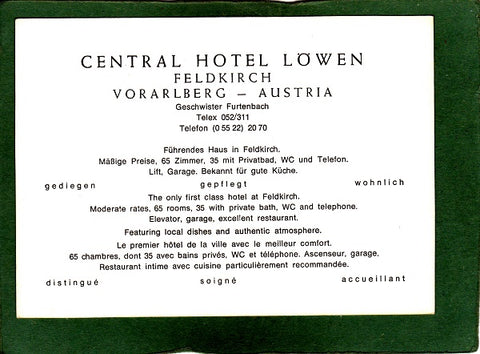 CENTRAL HOTEL LÖWEN
FELDKIRCH
VORARLBERG – AUSTRIA
Geschwister Furtenbach
Telex 052/311
Telefon (0 55 22) 20 70
Führendes Haus in Feldkirch.
Mäßige Preise, 65 Zimmer, 35 mit Privatbad, WC und Telefon.
Lift, Garage. Bekannt für gute Küche.
gediegen gepflegt wohnlich
The only first class hotel at Feldkirch.
Moderate rates, 65 rooms, 35 with private bath, WC and telephone.
Elevator, garage, excellent restaurant.
Featuring local dishes and authentic atmosphere.
Le premier hôtel de la ville avec le meilleur comfort.
65 chambres, dont 35 avec bains privés, WC et téléphone. Ascenseur, garage.
Restaurant intime avec cuisine particulièrement recommandée.
distingué soigné accueillant